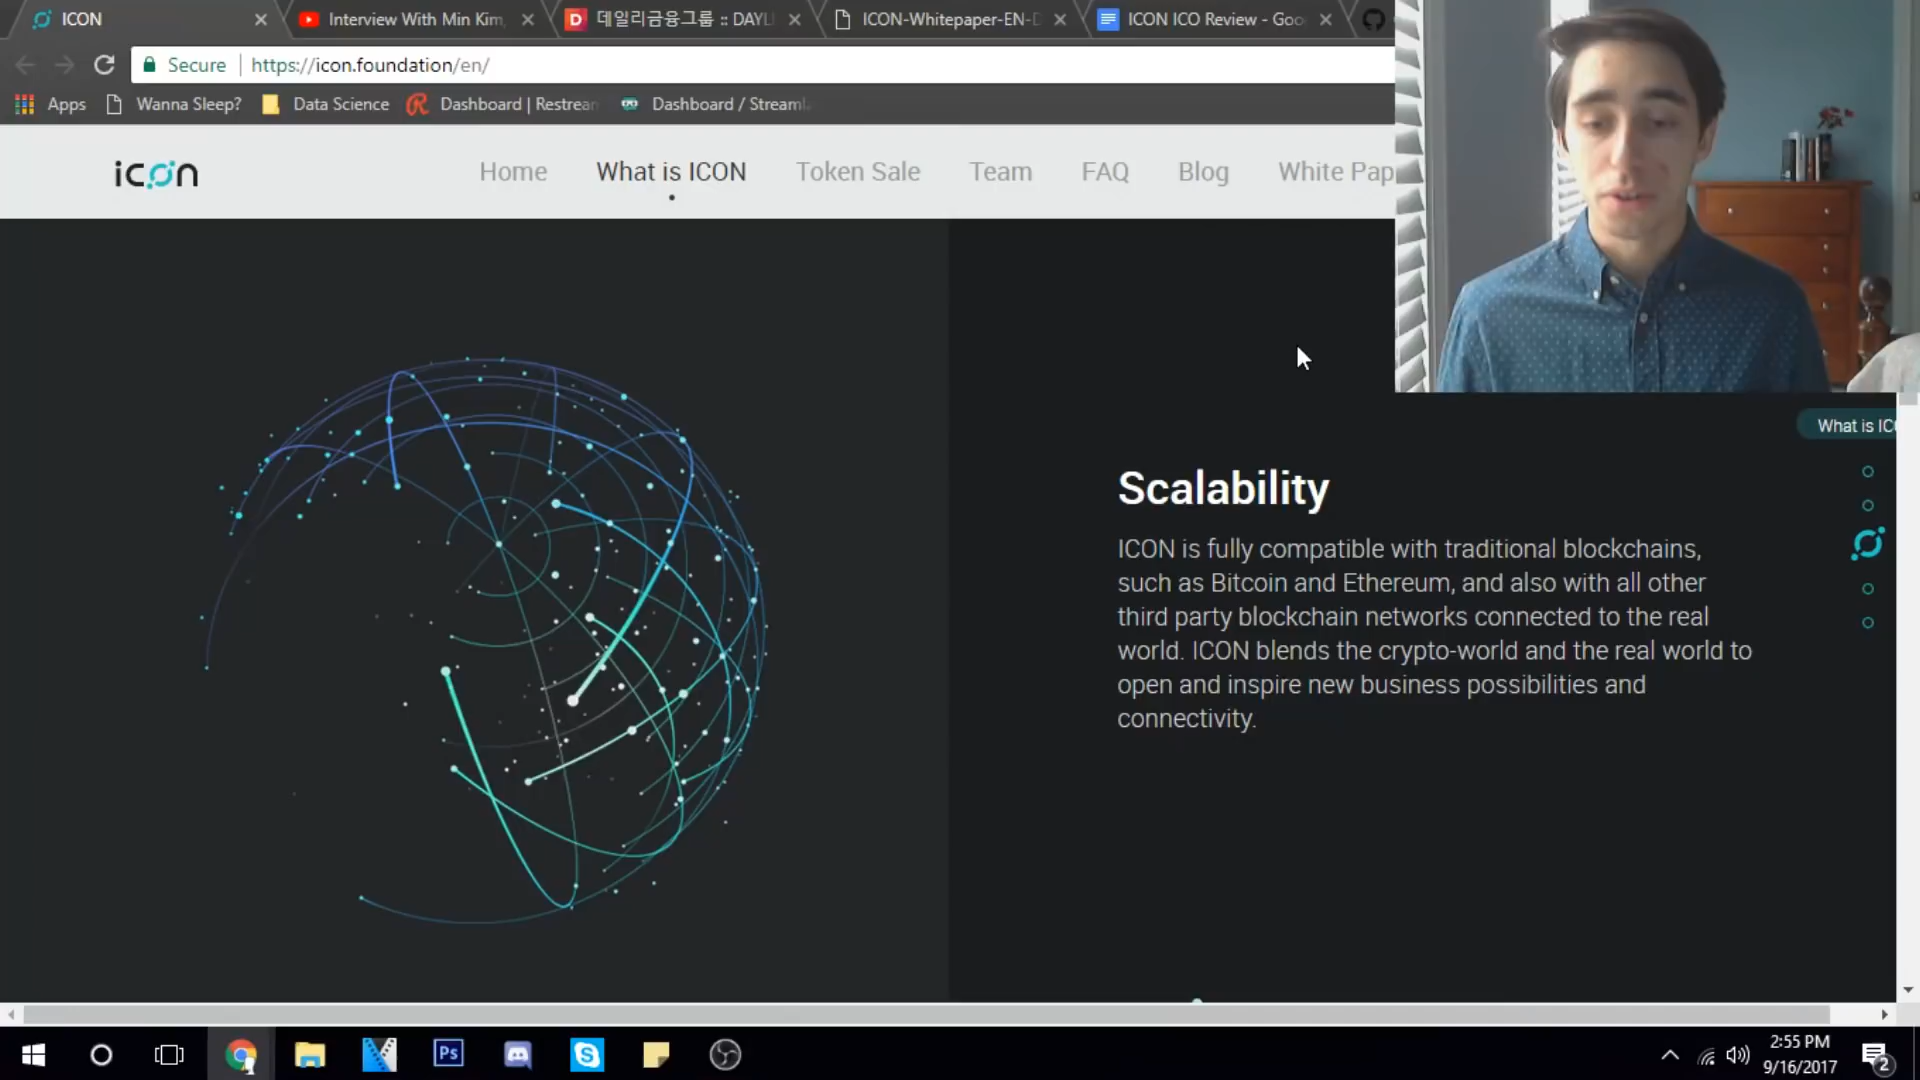 ICON
Interview With Min Kim,
데일리금융그룹 :: DAYLI
ICON-Whitepaper-EN-D
ICON ICO Review - Goo
Secure
https://icon.foundation/en/
Apps
Wanna Sleep?
Data Science
Dashboard | Restream
Dashboard / Streamla
icon
Home
What is ICON
Token Sale
Team
FAQ
Blog
White Pap
What is ICO
Scalability
ICON is fully compatible with traditional blockchains,
such as Bitcoin and Ethereum, and also with all other
third party blockchain networks connected to the real
world. ICON blends the crypto-world and the real world to
open and inspire new business possibilities and
connectivity.
Ps
2:55 PM
9/16/2017
2